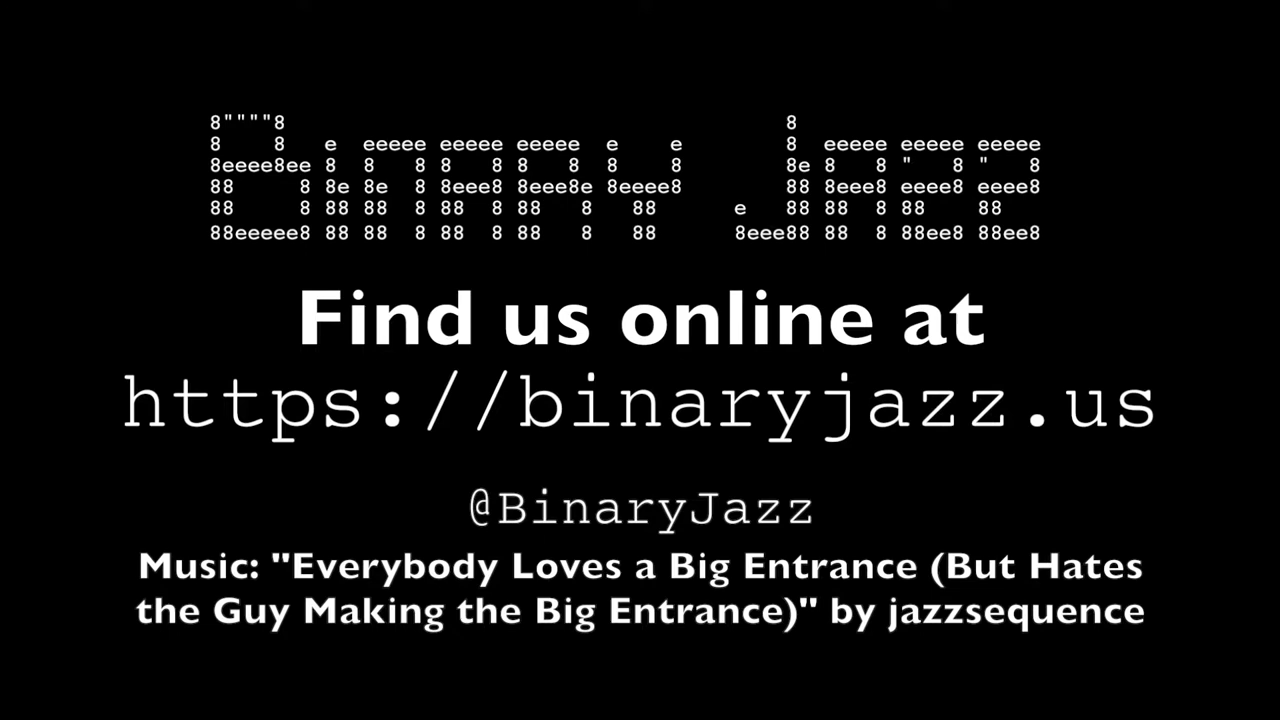 Binary Jazz
Find us online at
https://binaryjazz.us
@BinaryJazz
Music: "Everybody Loves a Big Entrance (But Hates
the Guy Making the Big Entrance)" by jazzsequence